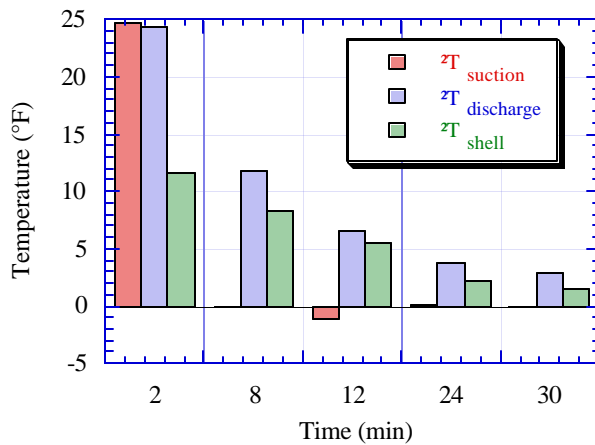 25
20
15
10
5
0
-5
Temperature (°F)
²T suction
²T discharge
²T shell
2 8 12 24 30
Time (min)